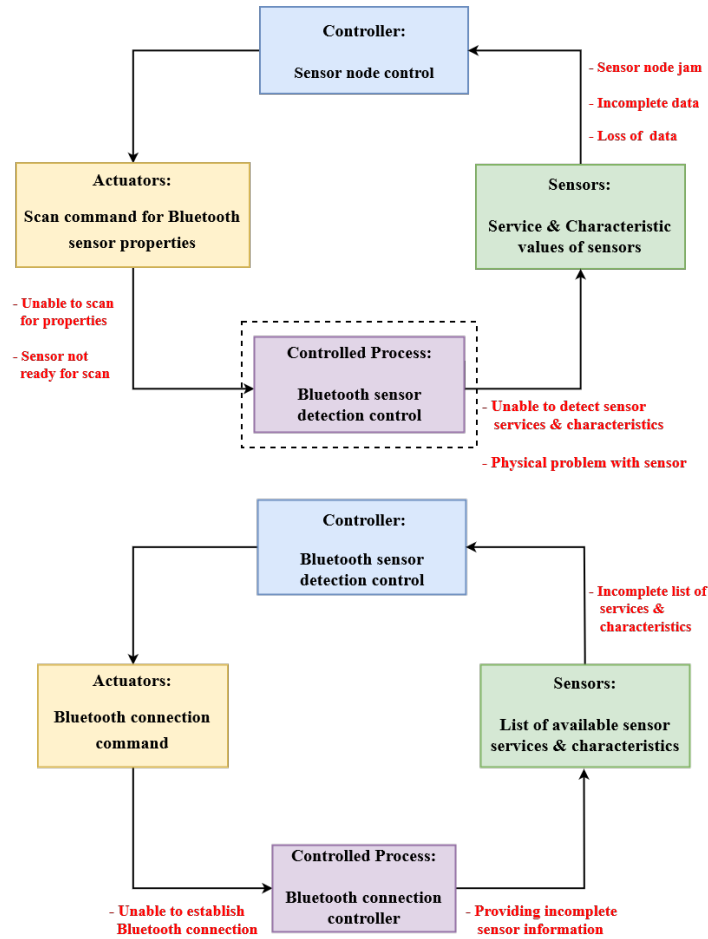 Controller:
Sensor node control
- Sensor node jam
- Incomplete data
- Loss of data
Actuators:
Scan command for Bluetooth
sensor properties
Sensors:
Service & Characteristic
values of sensors
- Unable to scan
for properties
- Sensor not
ready for scan
Controlled Process:
Bluetooth sensor
detection control
- Unable to detect sensor
services & characteristics
- Physical problem with sensor
Controller:
Bluetooth sensor
detection control
- Incomplete list of
services &
characteristics
Actuators:
Bluetooth connection
command
Sensors:
List of available sensor
services & characteristics
Controlled Process:
Bluetooth connection
controller
- Unable to establish
Bluetooth connection
- Providing incomplete
sensor information